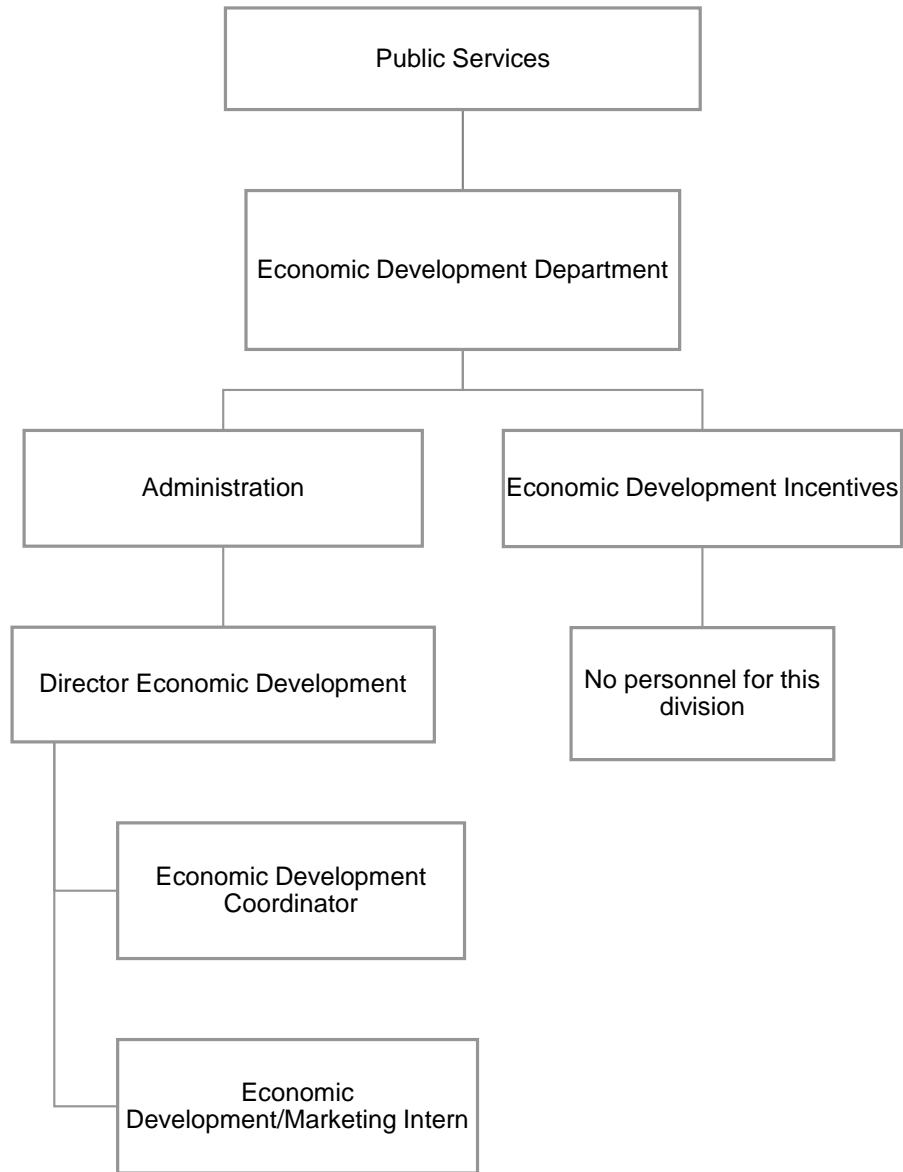 Public Services
Economic Development Department
Administration
Economic Development Incentives
Director Economic Development
No personnel for this
division
Economic Development
Coordinator
Economic
Development/Marketing Intern